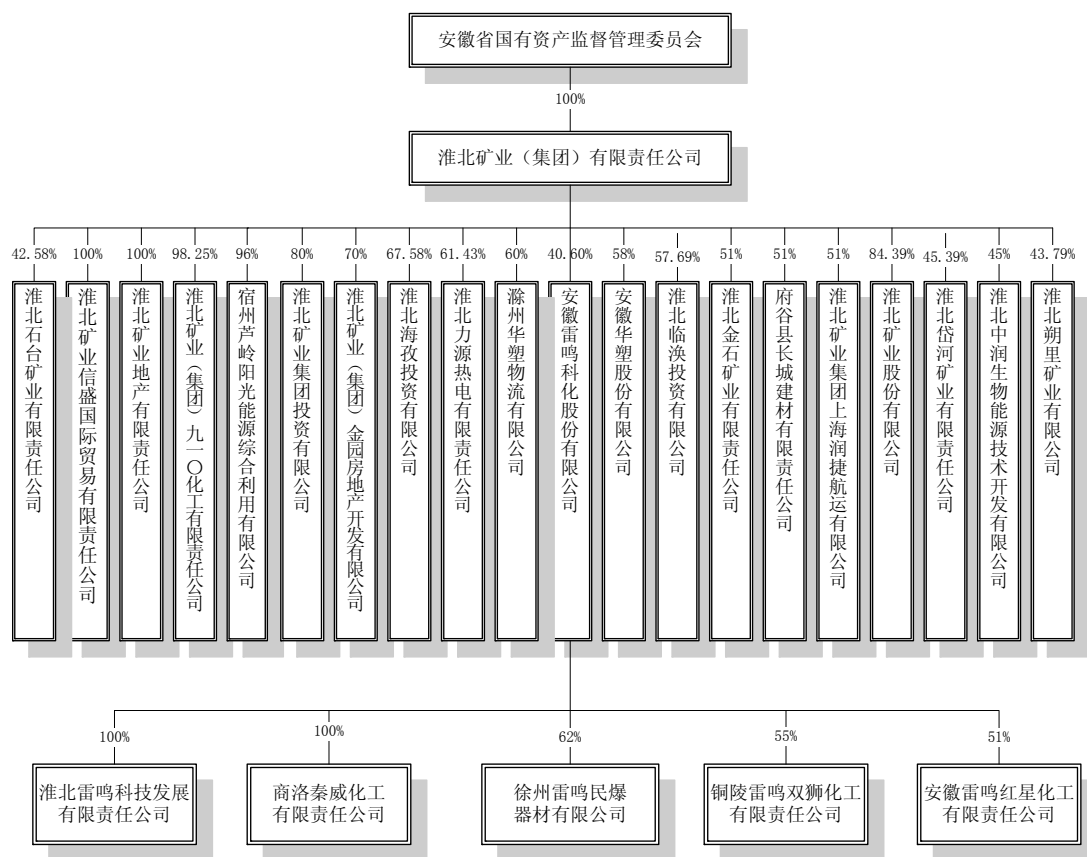 安徽省国有资产监督管理委员会
100%
淮北矿业（集团）有限责任公司
42.58%
100%
100%
98.25%
96%
80%
70%
67.58%
61.43%
60%
40.60%
58%
57.69%
51%
51%
51%
84.39%
45.39%
45%
43.79%
淮北石台矿业有限责任公司
淮北矿业信盛国际贸易有限责任公司
淮北矿业地产有限责任公司
淮北矿业（集团）九一〇化工有限责任公司
宿州芦岭阳光能源综合利用有限公司
淮北矿业集团投资有限公司
淮北矿业（集团）金园房地产开发有限公司
淮北海孜投资有限公司
淮北力源热电有限责任公司
滁州华塑物流有限公司
安徽雷鸣科化股份有限公司
安徽华塑股份有限公司
淮北临涣投资有限公司
淮北金石矿业有限责任公司
府谷县长城建材有限责任公司
淮北矿业集团上海润捷航运有限公司
淮北矿业股份有限公司
淮北岱河矿业有限责任公司
淮北中润生物能源技术开发有限公司
淮北朔里矿业有限公司
100%
100%
62%
55%
51%
淮北雷鸣科技发展
有限责任公司
商洛秦威化工
有限责任公司
徐州雷鸣民爆
器材有限公司
铜陵雷鸣双狮化工
有限责任公司
安徽雷鸣红星化工
有限责任公司